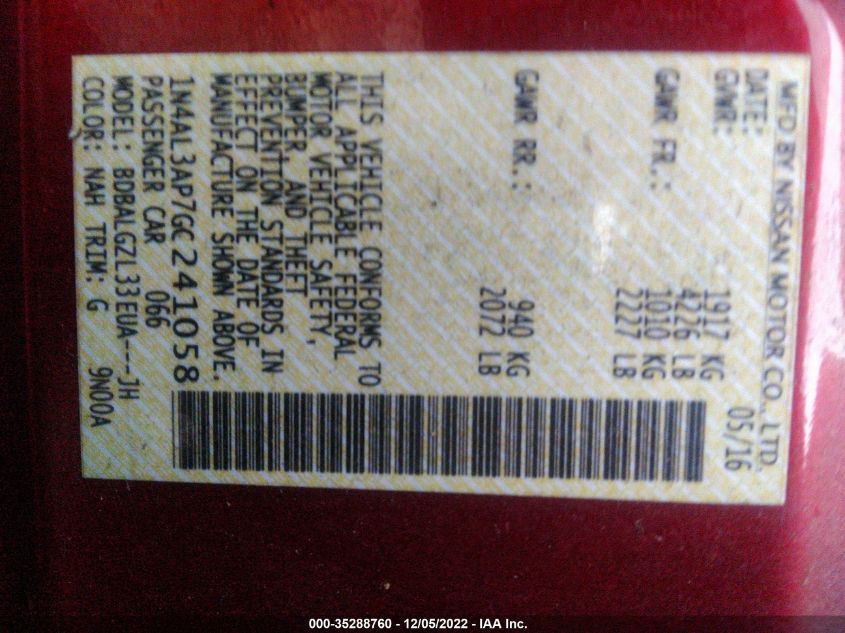 MFD BY NISSAN MOTOR CO., LTD.
DATE: 05/16
GVWR: 1917 KG
4226 LB
GAWR FR.: 1010 KG
2227 LB
GAWR RR.: 940 KG
2072 LB
THIS VEHICLE CONFORMS TO
ALL APPLICABLE FEDERAL
MOTOR VEHICLE SAFETY,
BUMPER AND THEFT
PREVENTION STANDARDS IN
EFFECT ON THE DATE OF
MANUFACTURE SHOWN ABOVE.
1N4AL3AP7GC241058
PASSENGER CAR 066
MODEL: BDBALGZL33EUA---JH
COLOR: NAH TRIM: G 9N00A
000-35288760 - 12/05/2022 - IAA Inc.